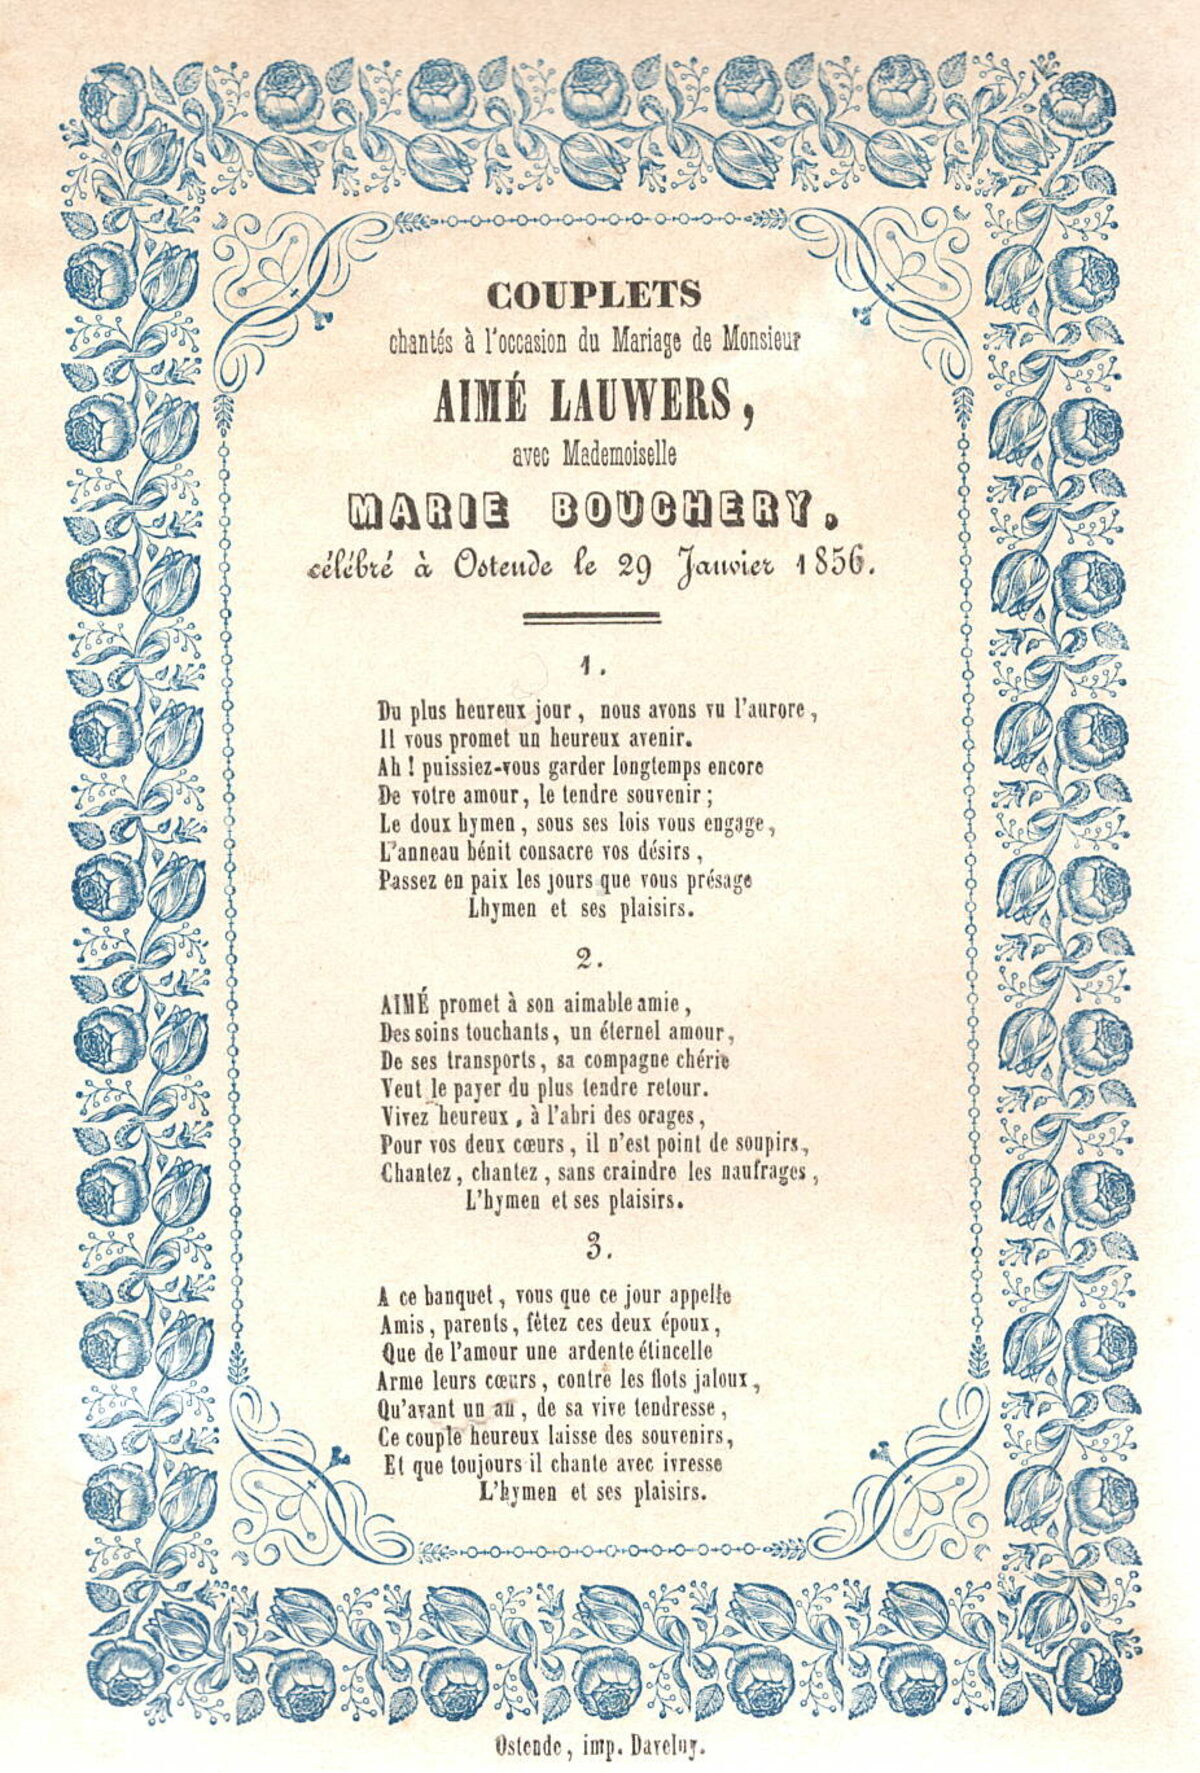 COUPLETS
chantés à l'occasion du Mariage de Monsieur
AIMÉ LAUWERS,
avec Mademoiselle
MARIE BOUCHERY.
célébré à Ostende le 29 Janvier 1856.
1.
Du plus heureux jour, nous avons vu l'aurore,
Il vous promet un heureux avenir.
Ah ! puissiez-vous garder longtemps encore
De votre amour, le tendre souvenir ;
Le doux hymen, sous ses lois vous engage,
L'anneau bénit consacre vos désirs,
Passez en paix les jours que vous présage
Lhymen et ses plaisirs.
2.
AIMÉ promet à son aimable amie,
Des soins touchants, un éternel amour,
De ses transports, sa compagne chérie
Veut le payer du plus tendre retour.
Vivez heureux, à l'abri des orages,
Pour vos deux cœurs, il n'est point de soupirs,
Chantez, chantez, sans craindre les naufrages,
L'hymen et ses plaisirs.
3.
A ce banquet, vous que ce jour appelle
Amis, parents, fêtez ces deux époux,
Que de l'amour une ardente étincelle
Arme leurs cœurs, contre les flots jaloux,
Qu'avant un an, de sa vive tendresse,
Ce couple heureux laisse des souvenirs,
Et que toujours il chante avec ivresse
L'hymen et ses plaisirs.
Ostende, imp. Daveluy.